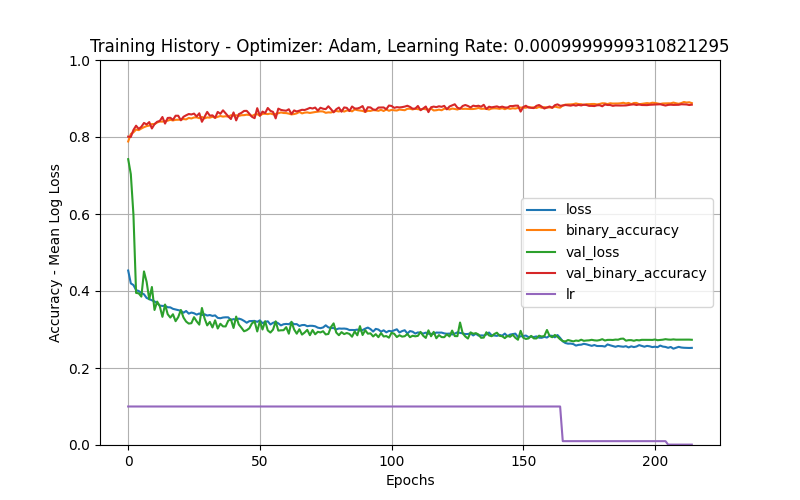 Training History - Optimizer: Adam, Learning Rate: 0.0009999999310821295
1.0
0.8
0.6
0.4
0.2
0.0
Accuracy - Mean Log Loss
loss
binary_accuracy
val_loss
val_binary_accuracy
lr
0 50 100 150 200
Epochs